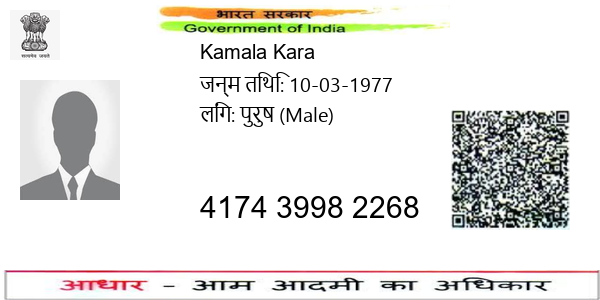 भारत सरकार
Government of India
सत्यमेव जयते
Kamala Kara
जन्म तिथि: 10-03-1977
लिंग: पुरुष (Male)
4174 3998 2268
आधार - आम आदमी का अधिकार